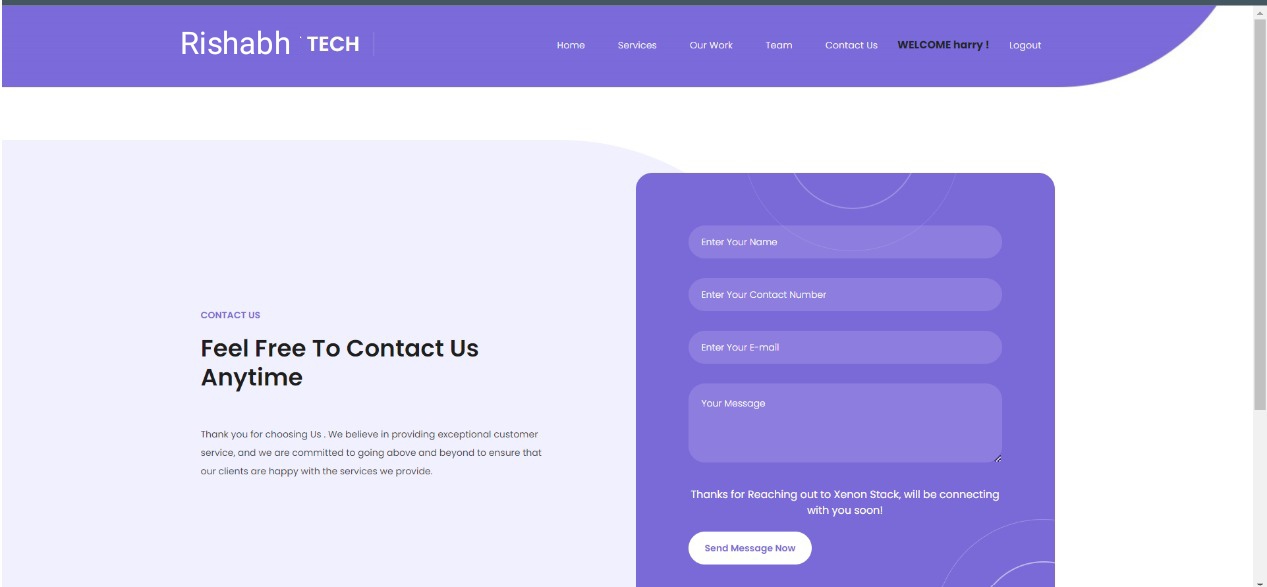 Rishabh TECH
Home Services Our Work Team Contact Us WELCOME harry ! Logout
CONTACT US
Feel Free To Contact Us
Anytime
Thank you for choosing Us . We believe in providing exceptional customer
service, and we are committed to going above and beyond to ensure that
our clients are happy with the services we provide.
Enter Your Name
Enter Your Contact Number
Enter Your E-mail
Your Message
Thanks for Reaching out to Xenon Stack, will be connecting
with you soon!
Send Message Now